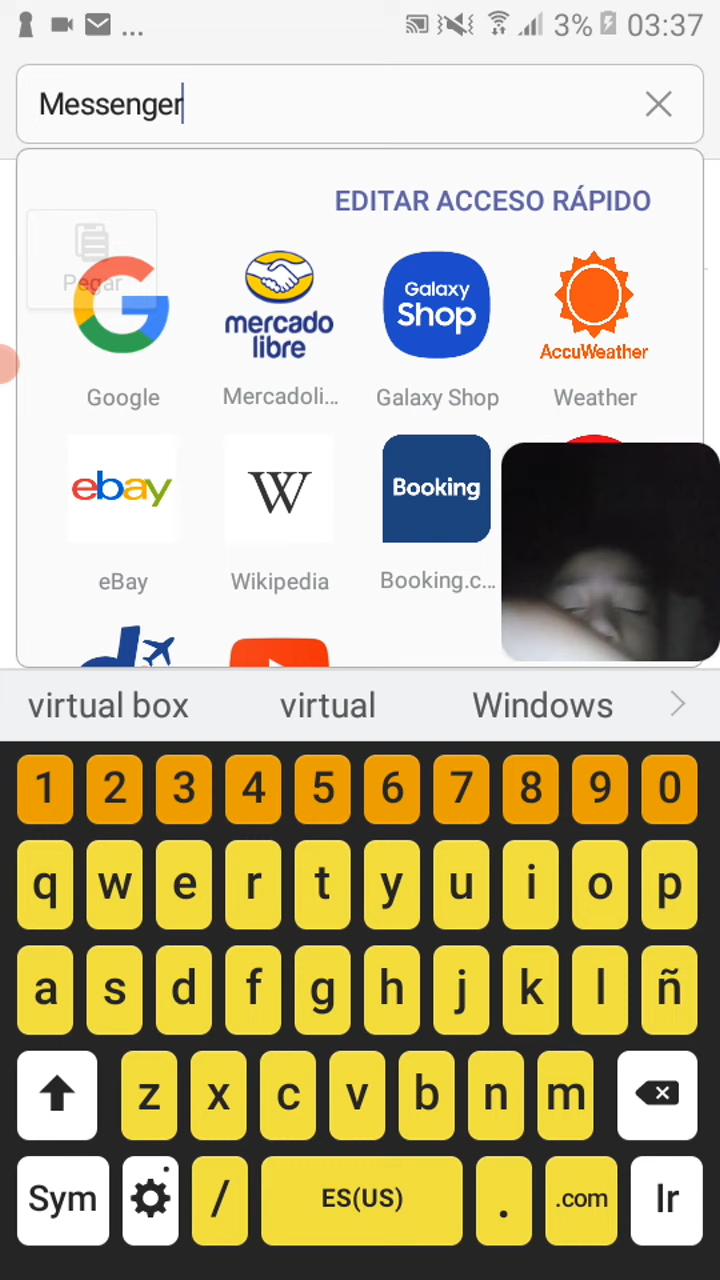 ... 3% 03:37
Messenger
EDITAR ACCESO RÁPIDO
Pegar
mercado libre
Galaxy Shop
AccuWeather
Google Mercadoli... Galaxy Shop Weather
ebay W Booking
eBay Wikipedia Booking.c...
virtual box virtual Windows
1 2 3 4 5 6 7 8 9 0
q w e r t y u i o p
a s d f g h j k l ñ
z x c v b n m
Sym / ES(US) . .com Ir